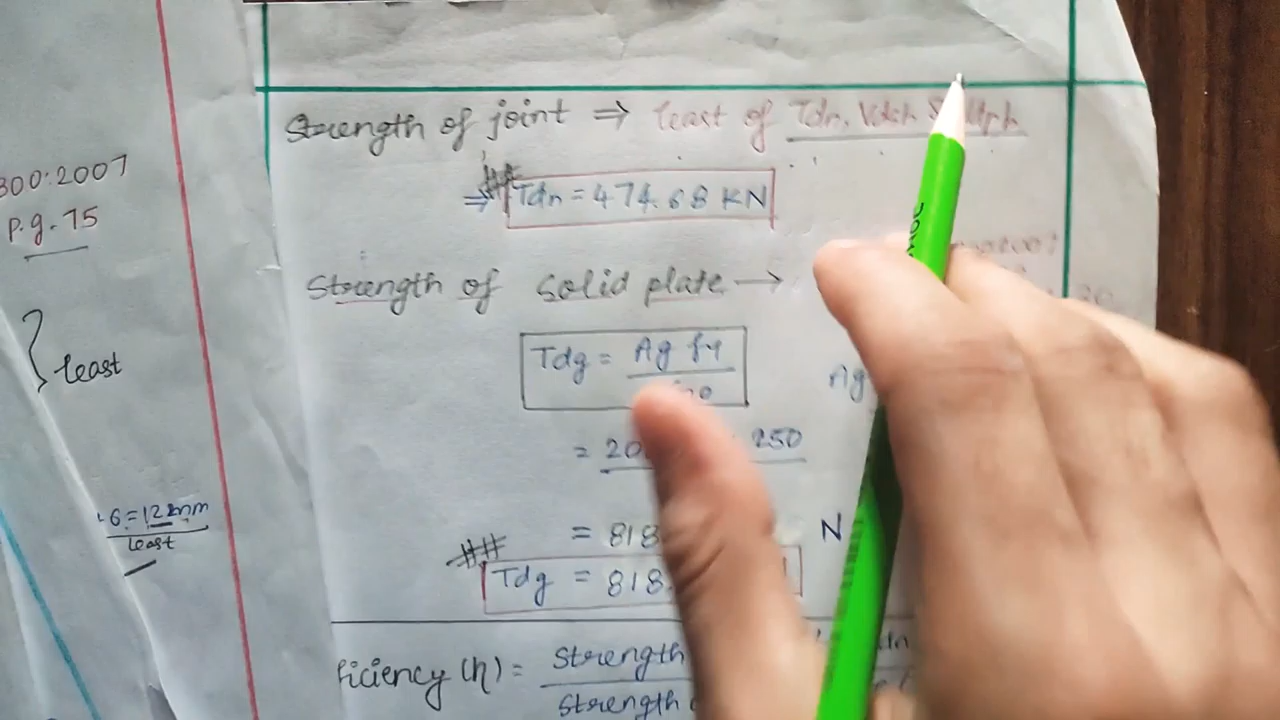 300:2007
P.g. 75
least
6=12mm
least
Strength of joint ⇒ least of Tdn, Vdsh
⇒ Tdn = 474.68 KN
Strength of solid plate →
Tdg = Ag fy
Ag
= 20 250
= 818 N
Tdg = 818.
ficiency (η) = Strength
Strength